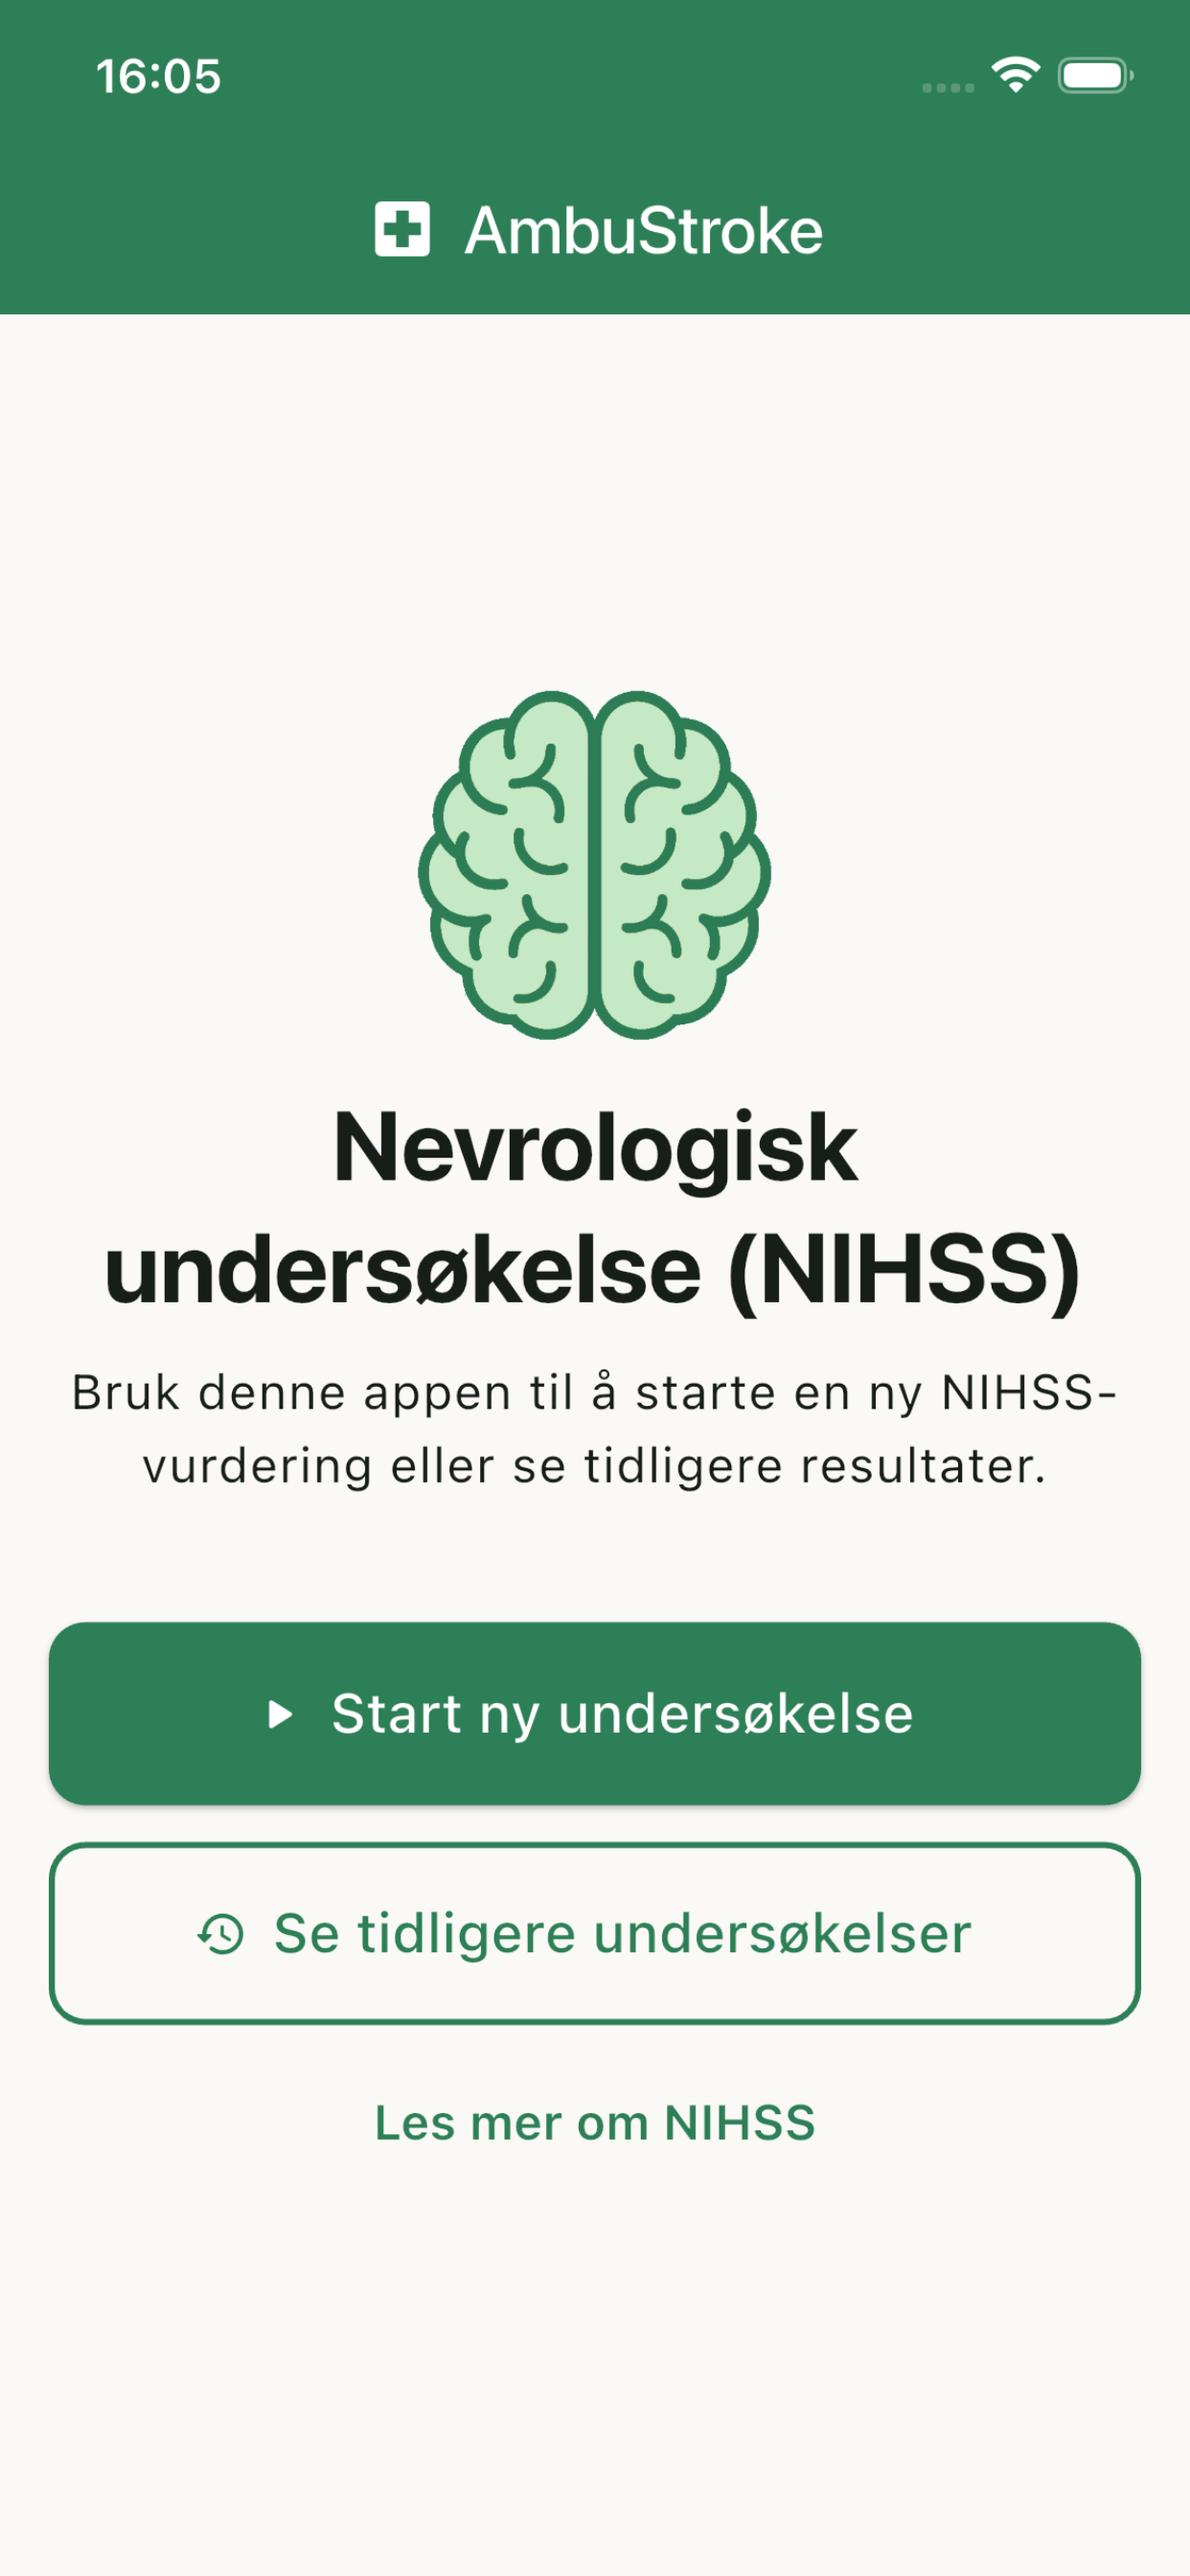 16:05
AmbuStroke
Nevrologisk
undersøkelse (NIHSS)
Bruk denne appen til å starte en ny NIHSS-
vurdering eller se tidligere resultater.
Start ny undersøkelse
Se tidligere undersøkelser
Les mer om NIHSS